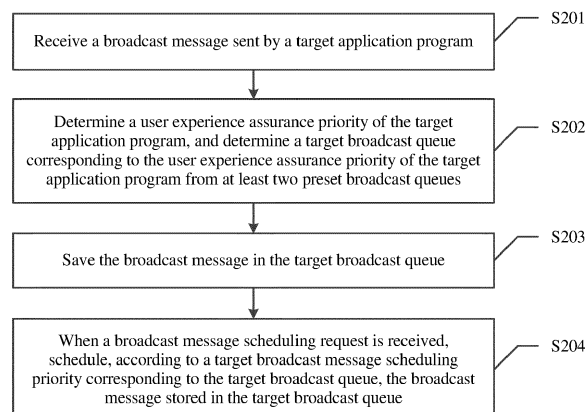 Receive a broadcast message sent by a target application program
S201
Determine a user experience assurance priority of the target
application program, and determine a target broadcast queue
corresponding to the user experience assurance priority of the target
application program from at least two preset broadcast queues
S202
Save the broadcast message in the target broadcast queue
S203
When a broadcast message scheduling request is received,
schedule, according to a target broadcast message scheduling
priority corresponding to the target broadcast queue, the broadcast
message stored in the target broadcast queue
S204